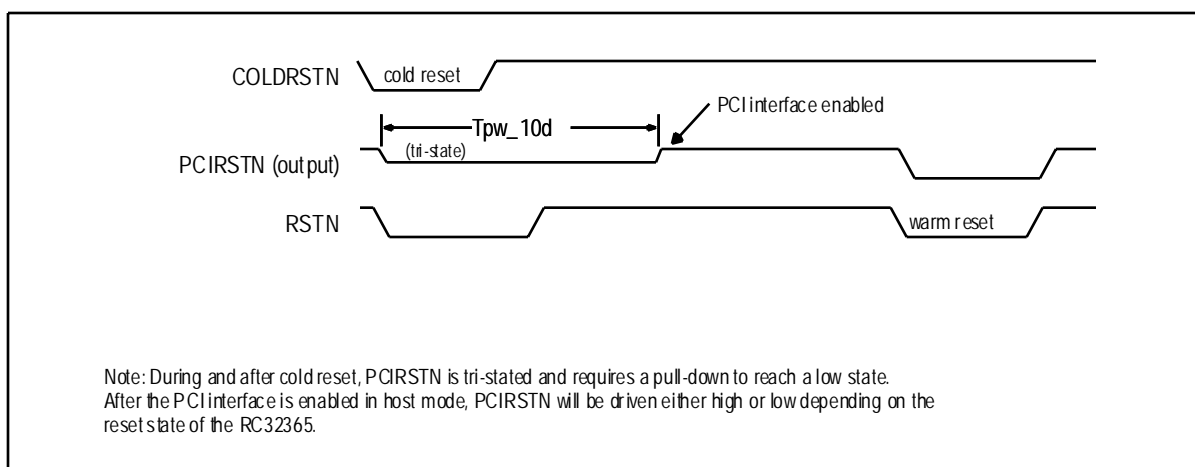 COLDRSTN
cold reset
PCI interface enabled
Tpw_10d
(tri-state)
PCIRSTN (output)
RSTN
warm reset
Note: During and after cold reset, PCIRSTN is tri-stated and requires a pull-down to reach a low state.
After the PCI interface is enabled in host mode, PCIRSTN will be driven either high or low depending on the
reset state of the RC32365.